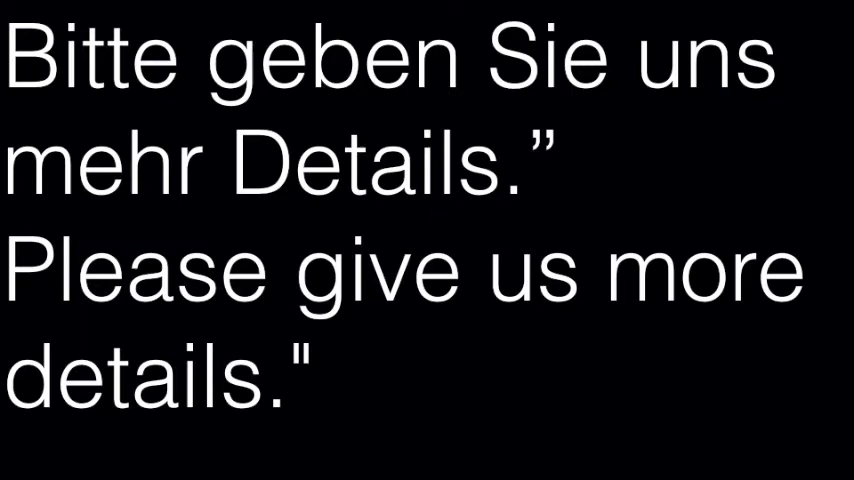 Bitte geben Sie uns
mehr Details.”
Please give us more
details."